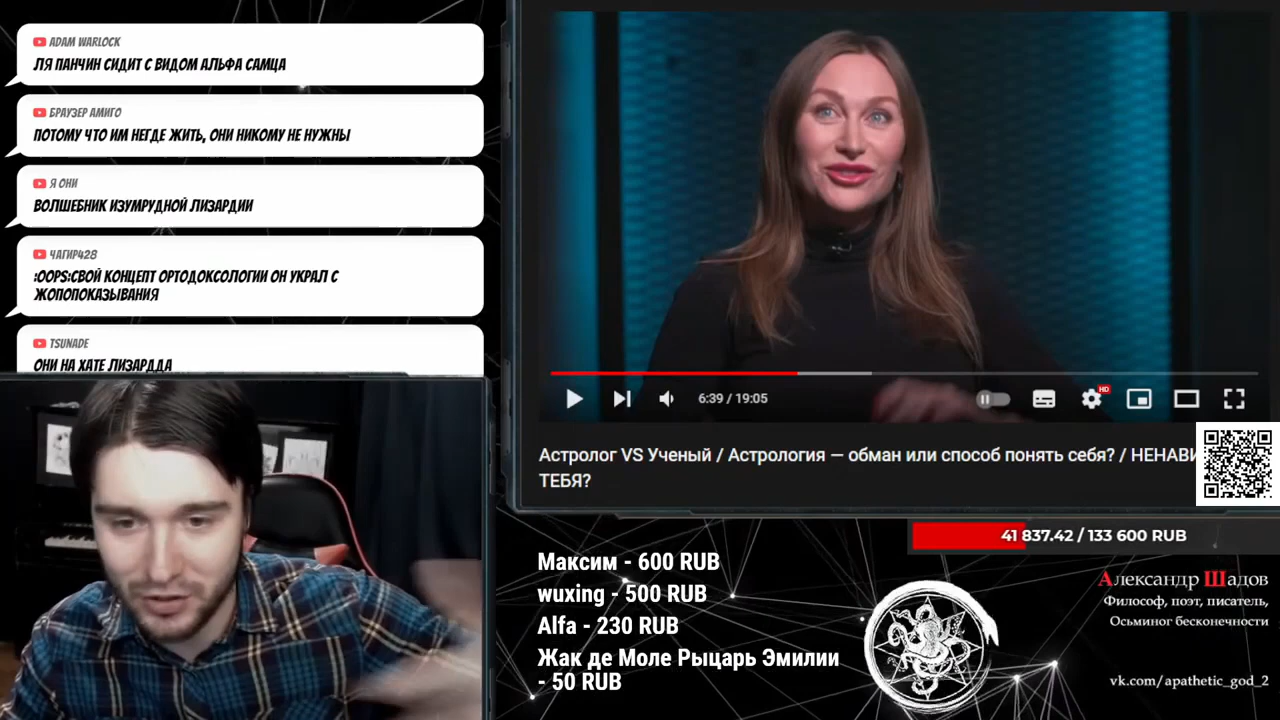 ADAM WARLOCK
ЛЯ ПАНЧИН СИДИТ С ВИДОМ АЛЬФА САМЦА
БРАУЗЕР АМИГО
ПОТОМУ ЧТО ИМ НЕГДЕ ЖИТЬ, ОНИ НИКОМУ НЕ НУЖНЫ
Я ОНИ
ВОЛШЕБНИК ИЗУМРУДНОЙ ЛИЗАРДИИ
ЧАГИР428
:OOPS:СВОЙ КОНЦЕПТ ОРТОДОКСОЛОГИИ ОН УКРАЛ С
ЖОПОПОКАЗЫВАНИЯ
TSUNADE
ОНИ НА ХАТЕ ЛИЗАРДДА
6:39 / 19:05
HD
Астролог VS Ученый / Астрология — обман или способ понять себя? / НЕНАВИ
ТЕБЯ?
41 837.42 / 133 600 RUB
Максим - 600 RUB
wuxing - 500 RUB
Alfa - 230 RUB
Жак де Моле Рыцарь Эмилии
- 50 RUB
Александр Шадов
Философ, поэт, писатель,
Осьминог бесконечности
vk.com/apathetic_god_2